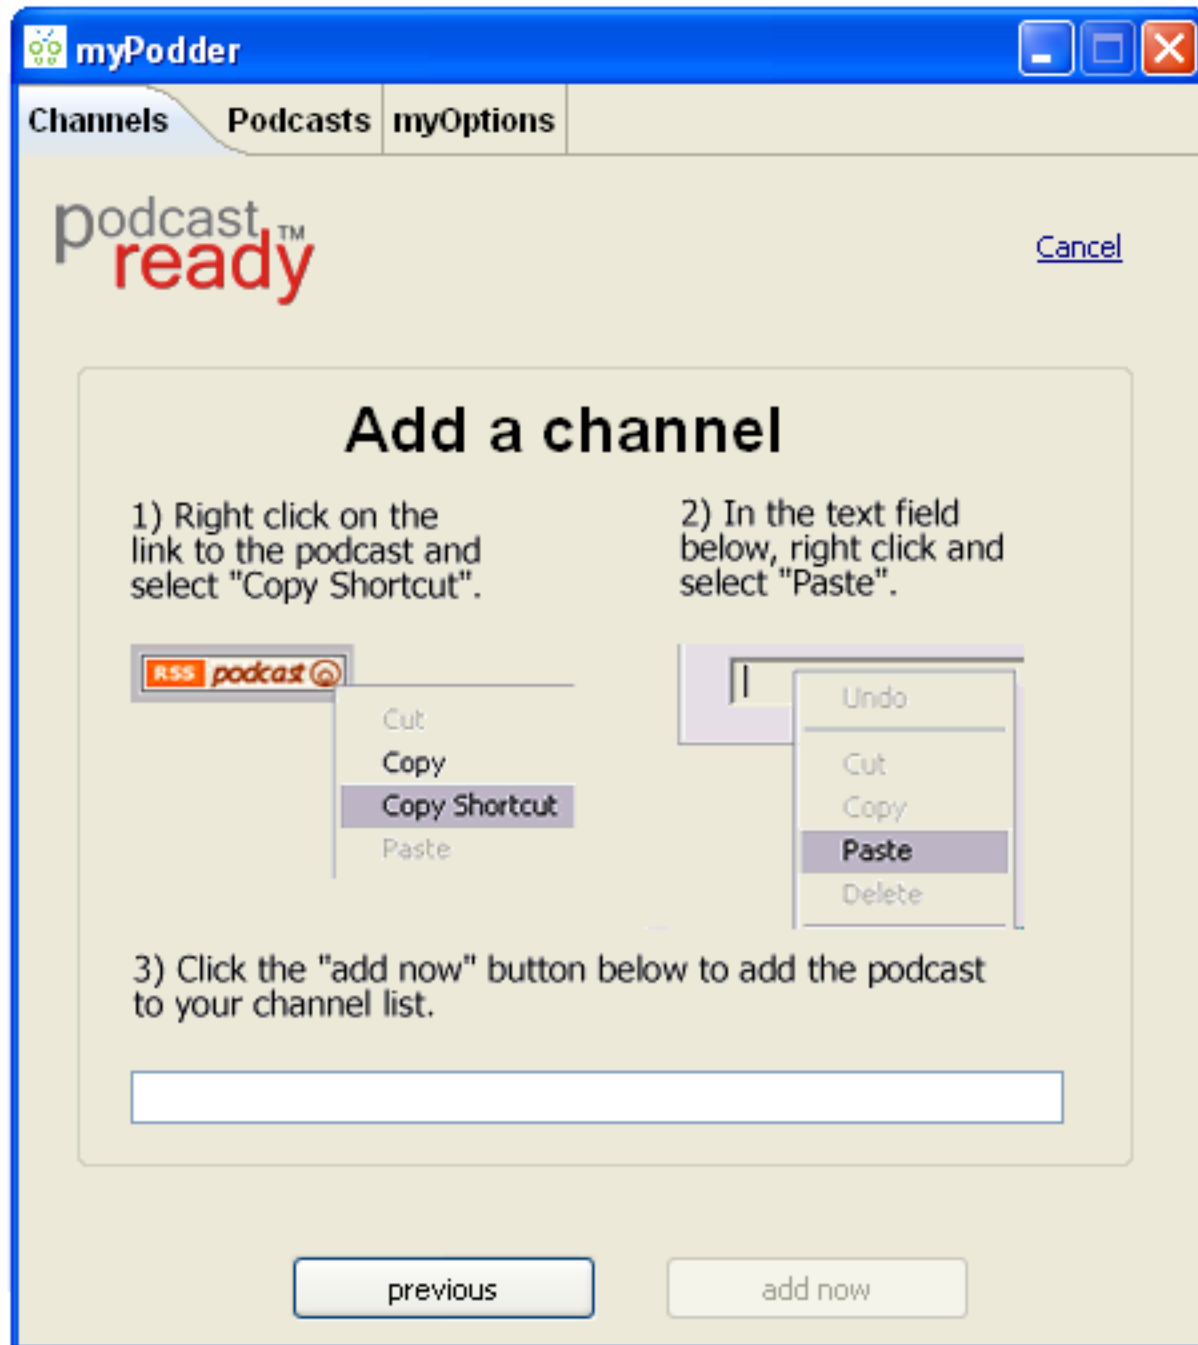 myPodder
Channels Podcasts myOptions
podcast
ready™
Cancel
Add a channel
1) Right click on the
link to the podcast and
select "Copy Shortcut".
2) In the text field
below, right click and
select "Paste".
RSS podcast
Cut
Copy
Copy Shortcut
Paste
Undo
Cut
Copy
Paste
Delete
3) Click the "add now" button below to add the podcast
to your channel list.
previous
add now